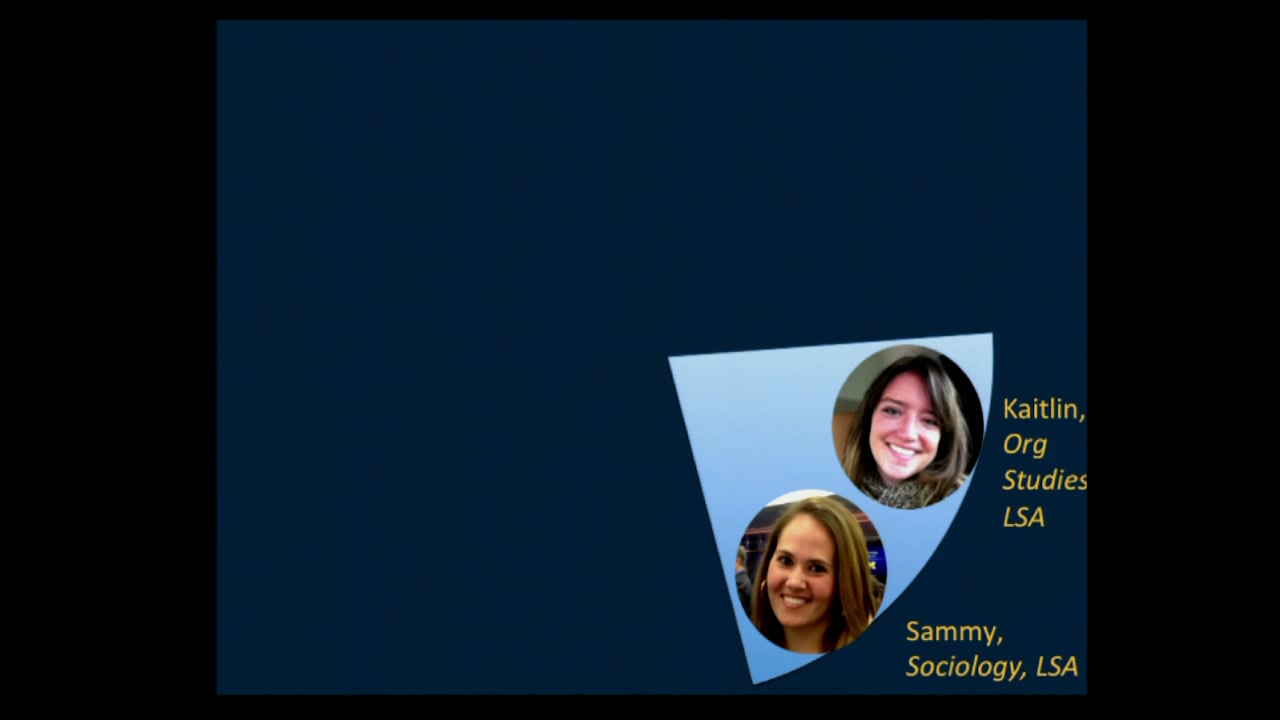 Kaitlin,
Org
Studies
LSA
Sammy,
Sociology, LSA